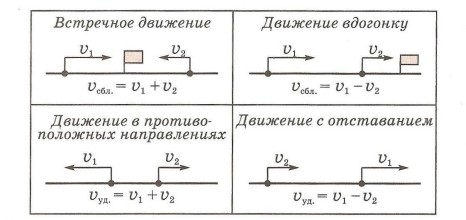 Встречное движение
v₁ v₂
vсбл. = v₁ + v₂
Движение вдогонку
v₁ v₂
vсбл. = v₁ − v₂
Движение в противо-
положных направлениях
v₁ v₂
vуд. = v₁ + v₂
Движение с отставанием
v₂ v₁
vуд. = v₁ − v₂